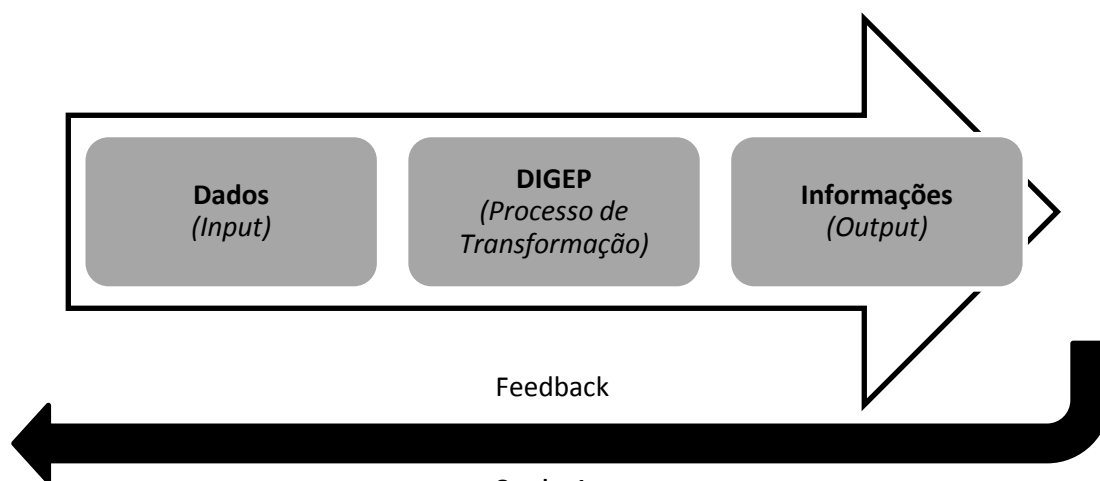 Dados
(Input)
DIGEP
(Processo de
Transformação)
Informações
(Output)
Feedback